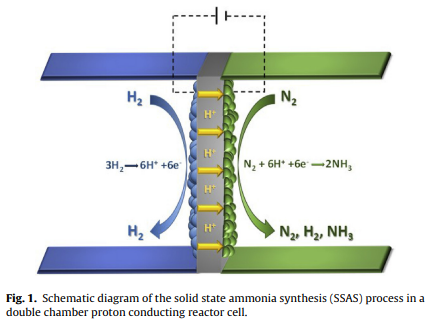 H₂
N₂
H⁺
H⁺
3H₂→6H⁺ +6e⁻
N₂ + 6H⁺ +6e⁻→2NH₃
H⁺
H⁺
H⁺
H₂
N₂, H₂, NH₃
Fig. 1. Schematic diagram of the solid state ammonia synthesis (SSAS) process in a
double chamber proton conducting reactor cell.